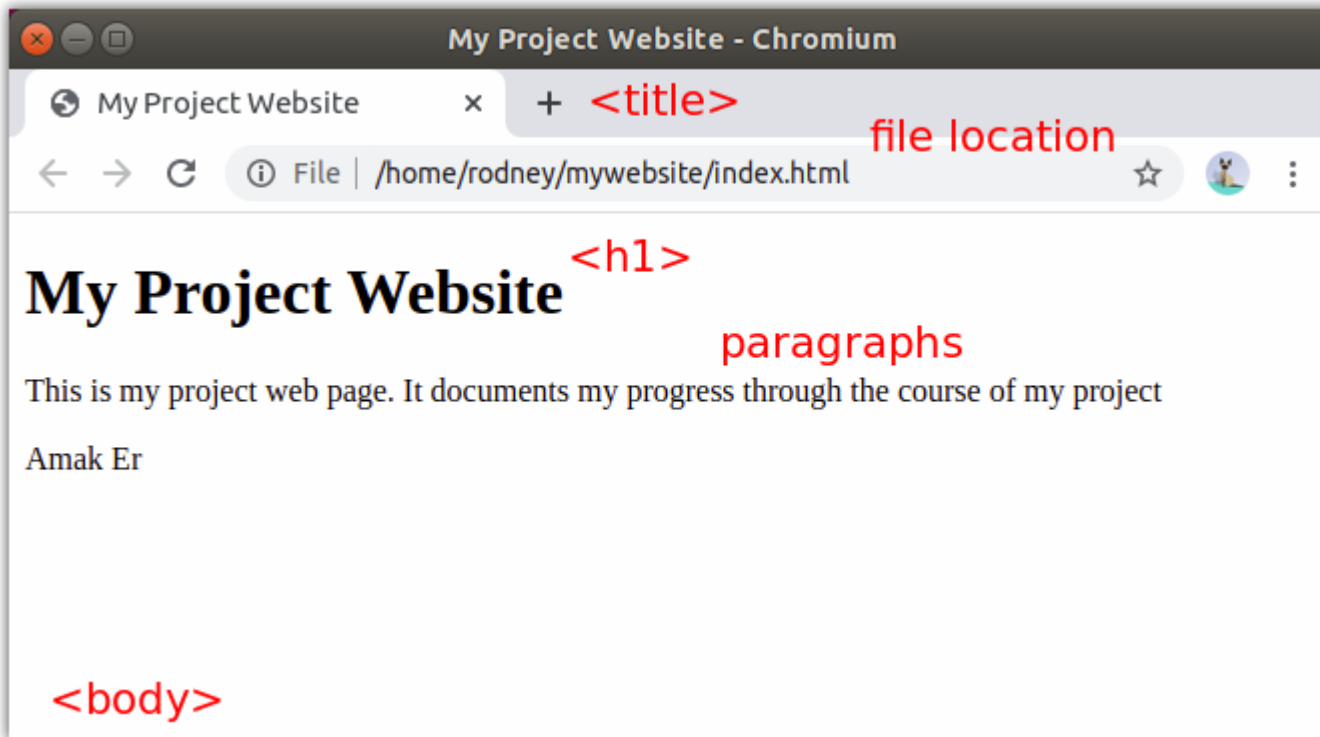 My Project Website - Chromium
My Project Website × + <title>
file location
File | /home/rodney/mywebsite/index.html
<h1>
My Project Website
paragraphs
This is my project web page. It documents my progress through the course of my project
Amak Er
<body>